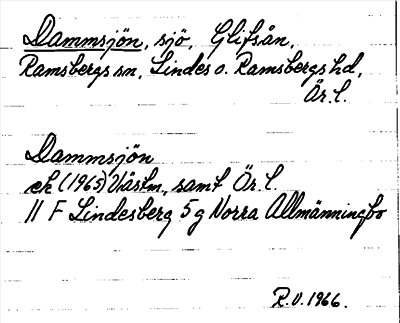 Dammsjön, sjö, Glifsån,
Ramsbergs sn, Lindes o. Ramsbergs hd,
Ör. l.
Dammsjön
ek (1965) Västm., samt Ör. l.
11 F Lindesberg 5 g Norra Allmänningbo
R.V. 1966.